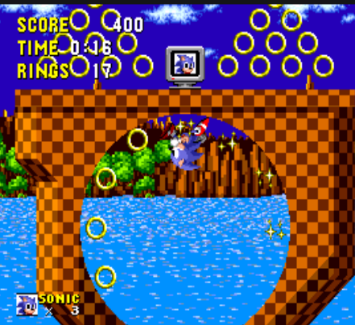 SCORE 400
TIME 0:16
RINGS 17
SONIC
× 3